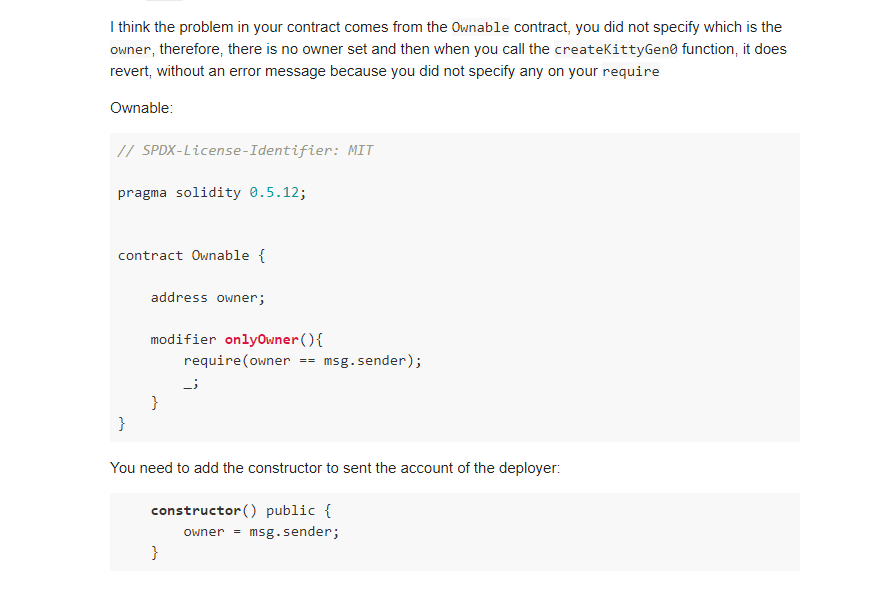 I think the problem in your contract comes from the Ownable contract, you did not specify which is the
owner, therefore, there is no owner set and then when you call the createKittyGen0 function, it does
revert, without an error message because you did not specify any on your require
Ownable:
// SPDX-License-Identifier: MIT
pragma solidity 0.5.12;
contract Ownable {
address owner;
modifier onlyOwner(){
require(owner == msg.sender);
_;
}
}
You need to add the constructor to sent the account of the deployer:
constructor() public {
owner = msg.sender;
}